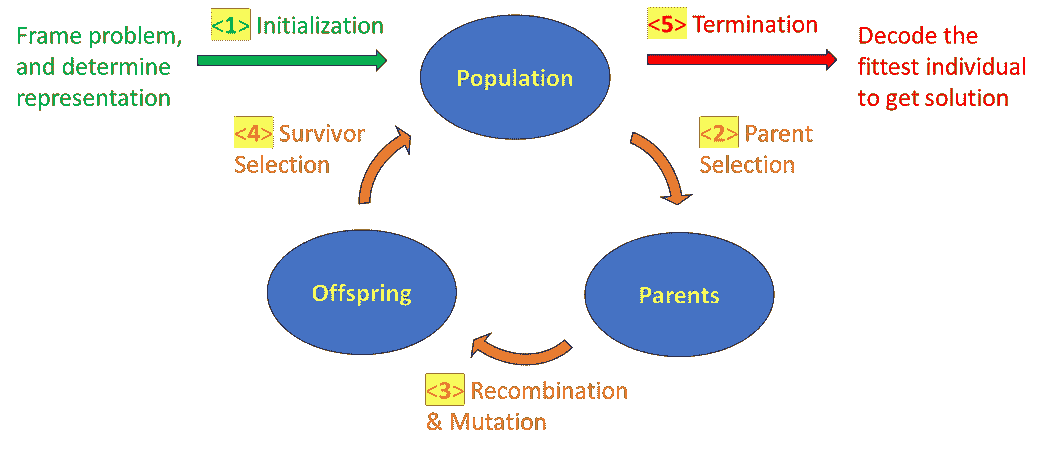 Frame problem,
and determine
representation
<1> Initialization
Population
<5> Termination
Decode the
fittest individual
to get solution
<4> Survivor
Selection
<2> Parent
Selection
Offspring
Parents
<3> Recombination
& Mutation